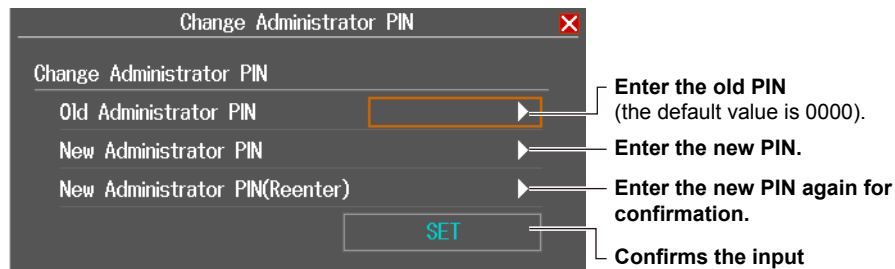 Change Administrator PIN
Change Administrator PIN
Old Administrator PIN
Enter the old PIN
(the default value is 0000).
New Administrator PIN
Enter the new PIN.
New Administrator PIN(Reenter)
Enter the new PIN again for
confirmation.
SET
Confirms the input